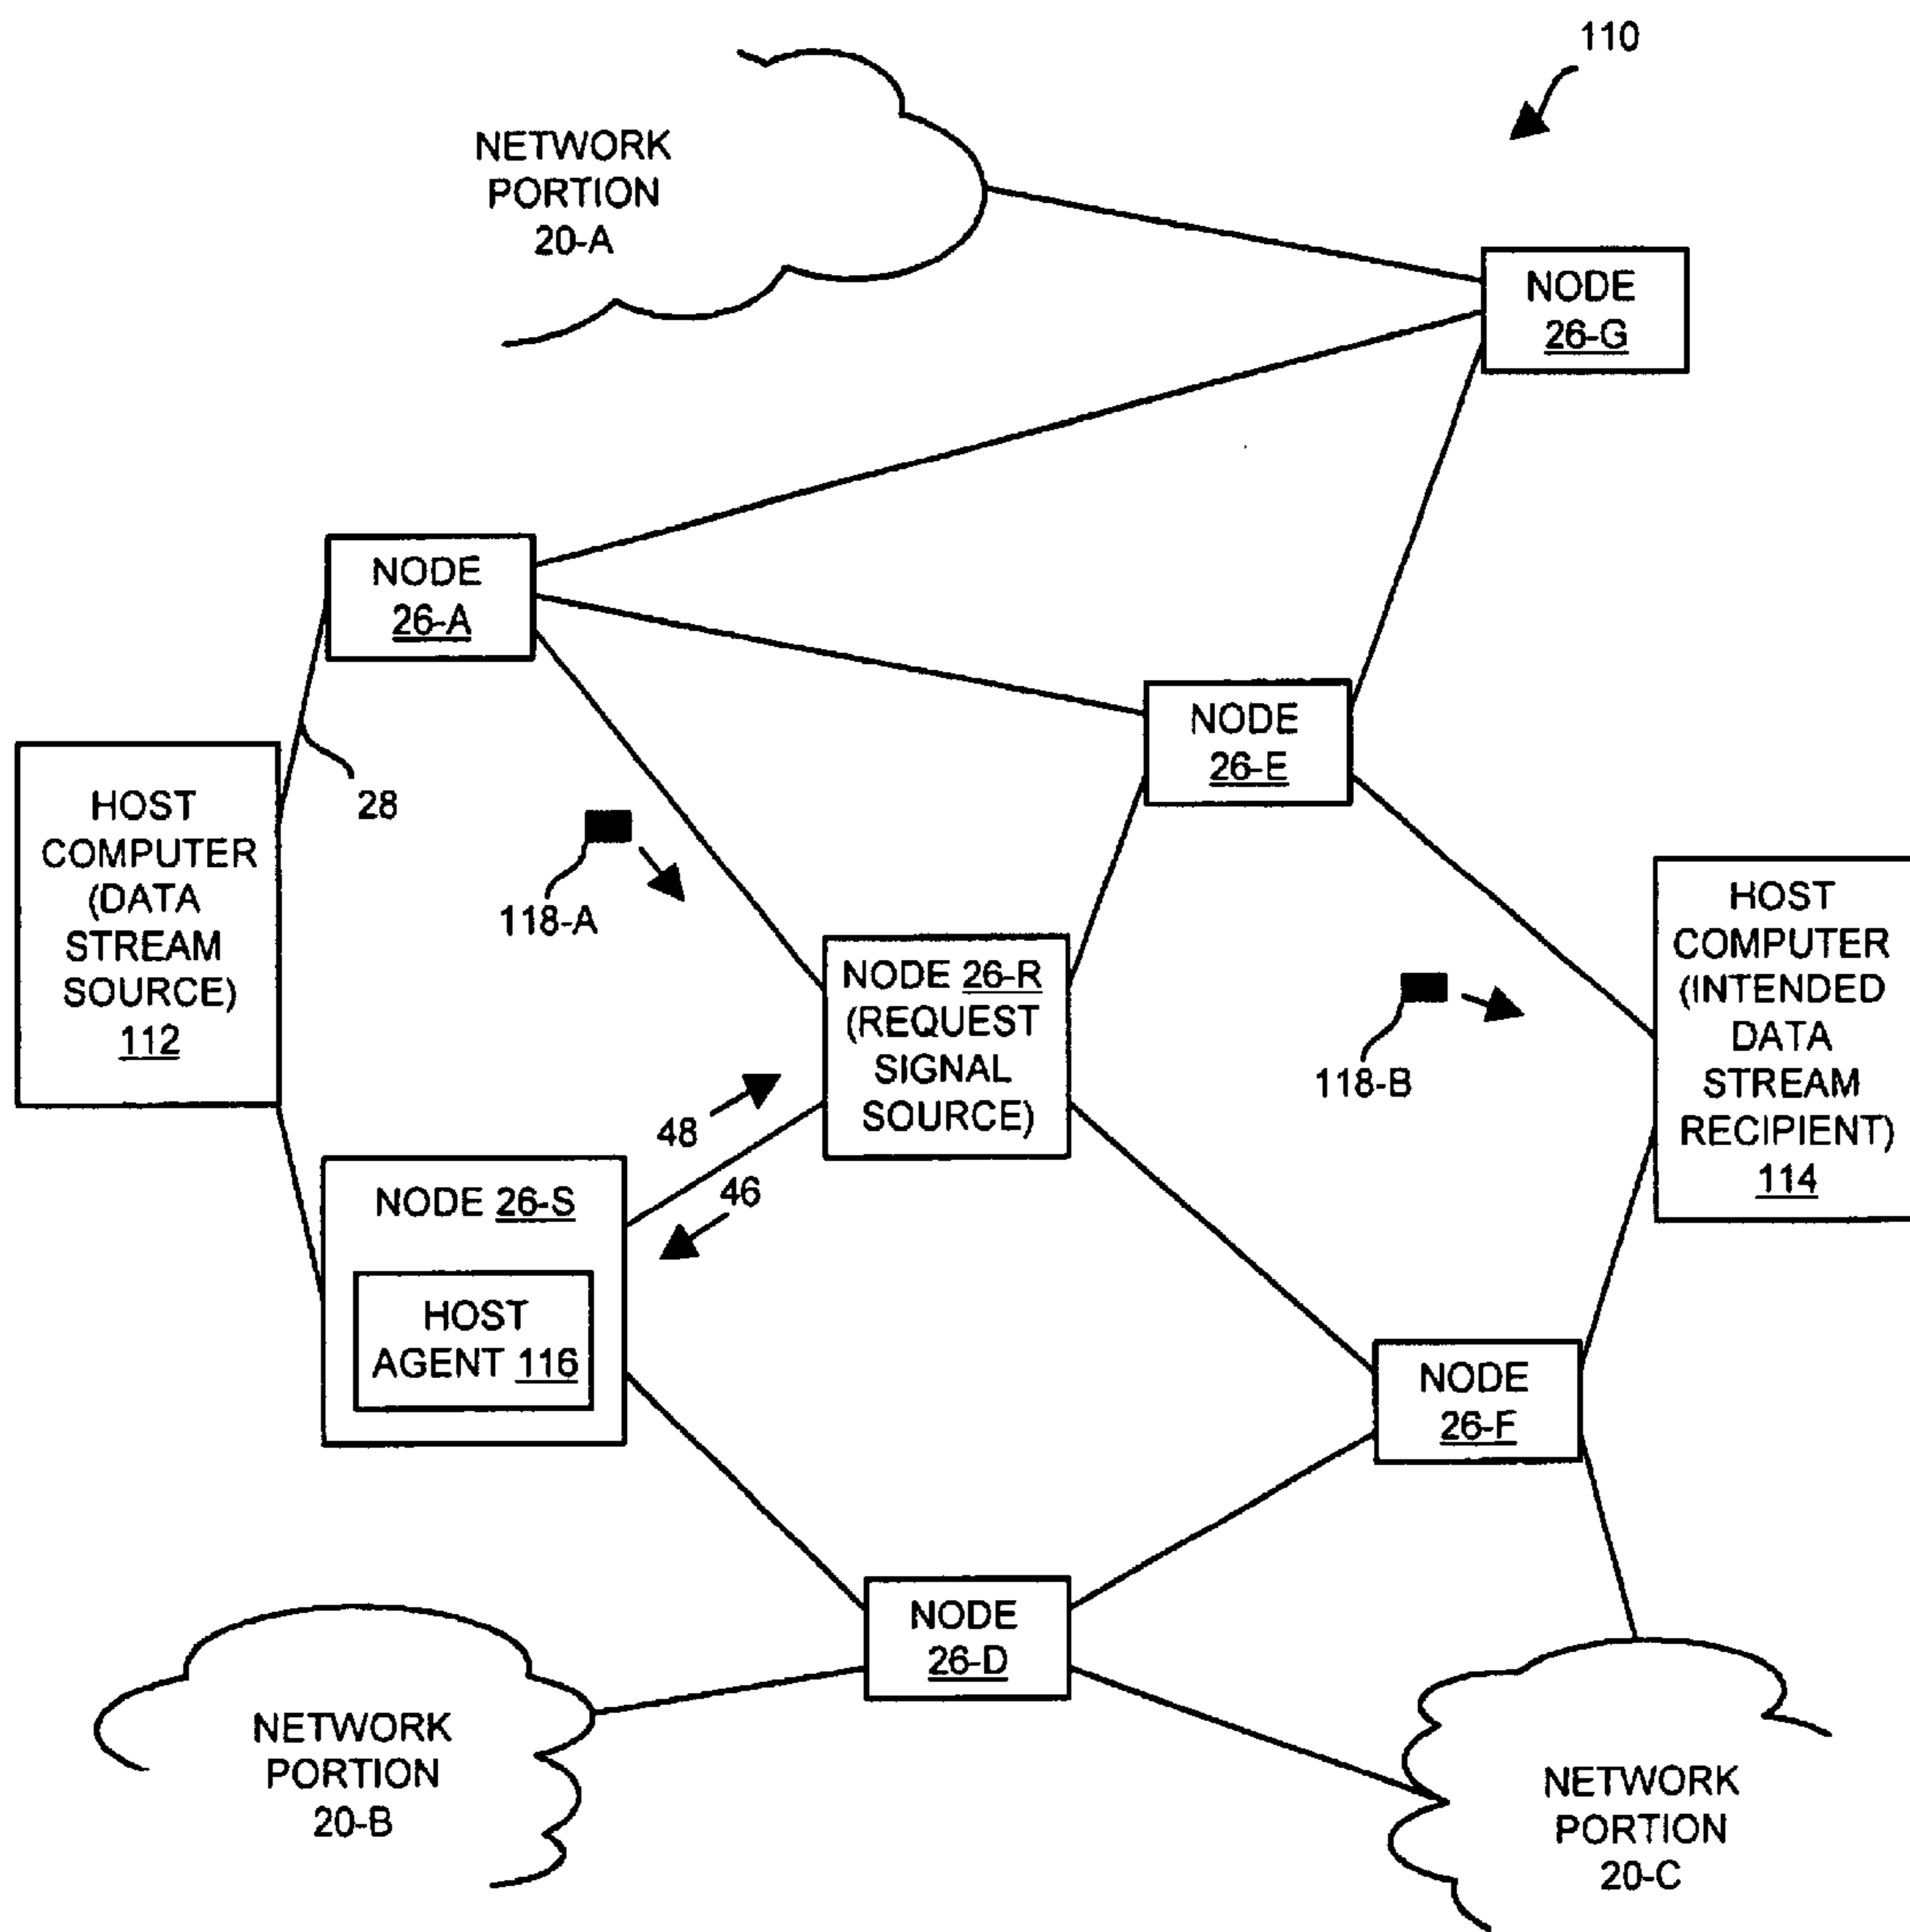 110
NETWORK
PORTION
20-A
NODE
26-G
NODE
26-A
NODE
26-E
28
HOST
COMPUTER
(DATA
STREAM
SOURCE)
112
118-A
HOST
COMPUTER
(INTENDED
DATA
STREAM
RECIPIENT)
114
NODE 26-R
(REQUEST
SIGNAL
SOURCE)
118-B
48
46
NODE 26-S
HOST
AGENT 116
NODE
26-F
NODE
26-D
NETWORK
PORTION
20-B
NETWORK
PORTION
20-C